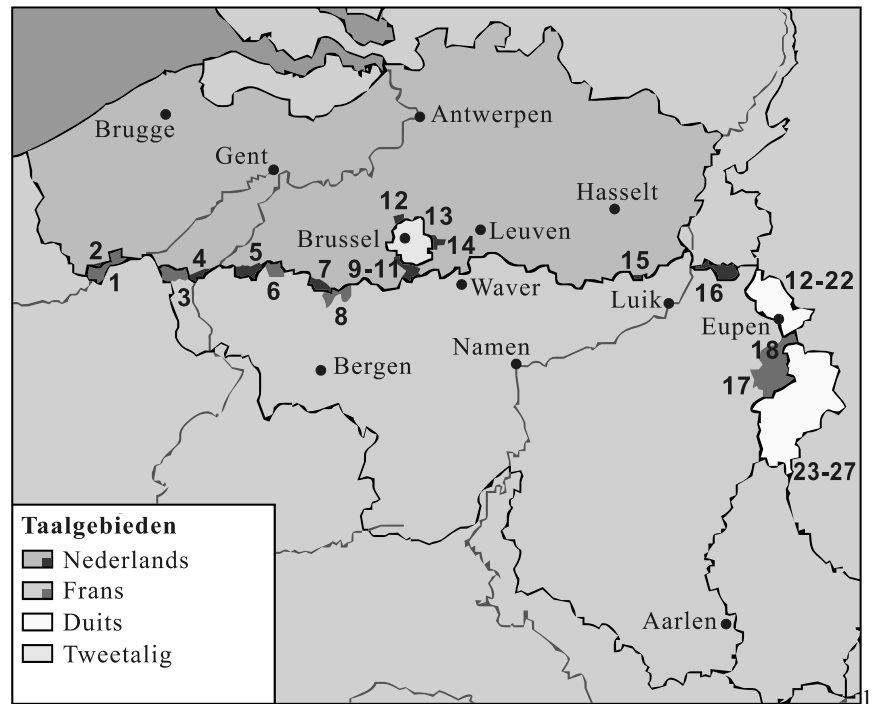 Brugge
Antwerpen
Gent
Hasselt
12
13
Brussel
Leuven
14
2
1
3
4
5
6
7
8
9-11
15
16
12-22
Waver
Luik
Eupen
18
17
Namen
Bergen
23-27
Aarlen
Taalgebieden
Nederlands
Frans
Duits
Tweetalig
1